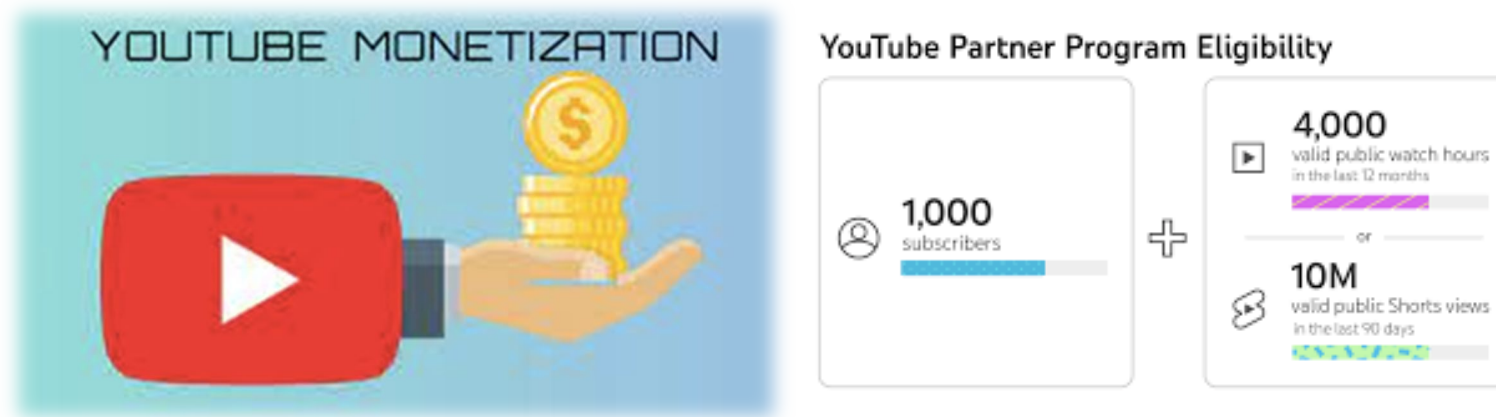 YOUTUBE MONETIZATION
$
YouTube Partner Program Eligibility
1,000
subscribers
4,000
valid public watch hours
in the last 12 months
or
10M
valid public Shorts views
in the last 90 days